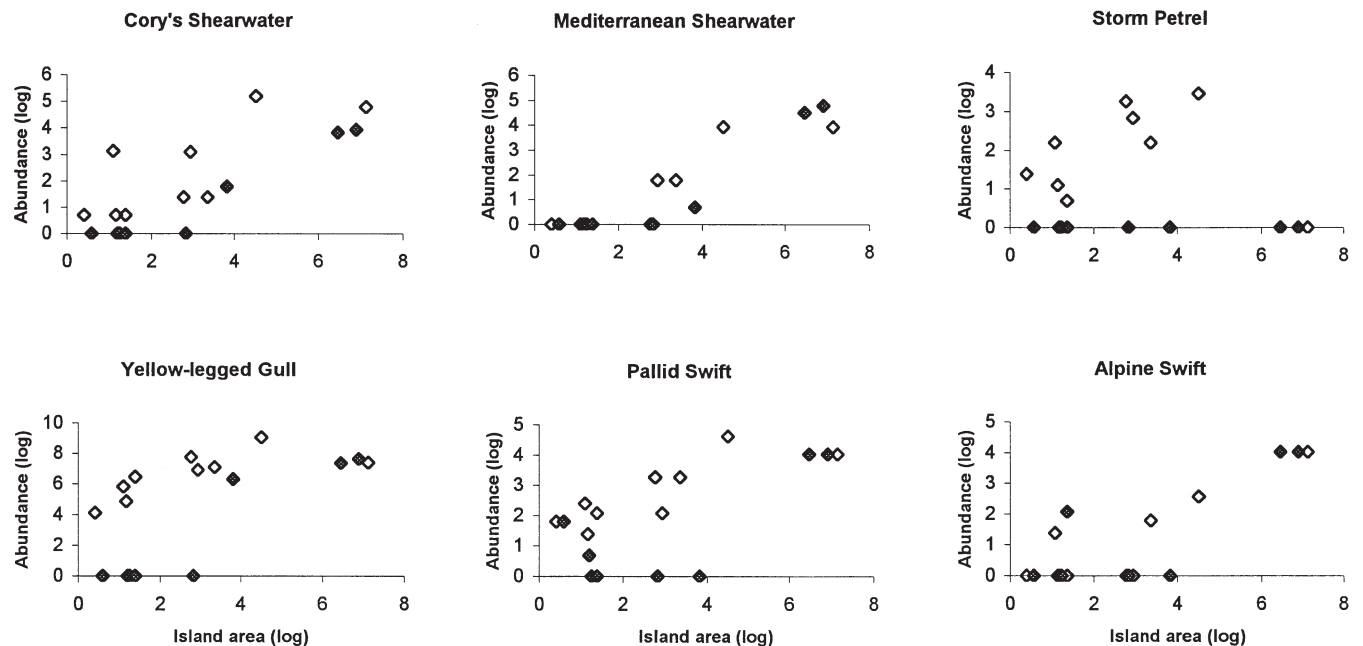 Cory's Shearwater
Abundance (log)
6
5
4
3
2
1
0
0 2 4 6 8
Mediterranean Shearwater
Abundance (log)
6
5
4
3
2
1
0
0 2 4 6 8
Storm Petrel
Abundance (log)
4
3
2
1
0
0 2 4 6 8
Yellow-legged Gull
Abundance (log)
10
8
6
4
2
0
0 2 4 6 8
Island area (log)
Pallid Swift
Abundance (log)
5
4
3
2
1
0
0 2 4 6 8
Island area (log)
Alpine Swift
Abundance (log)
5
4
3
2
1
0
0 2 4 6 8
Island area (log)